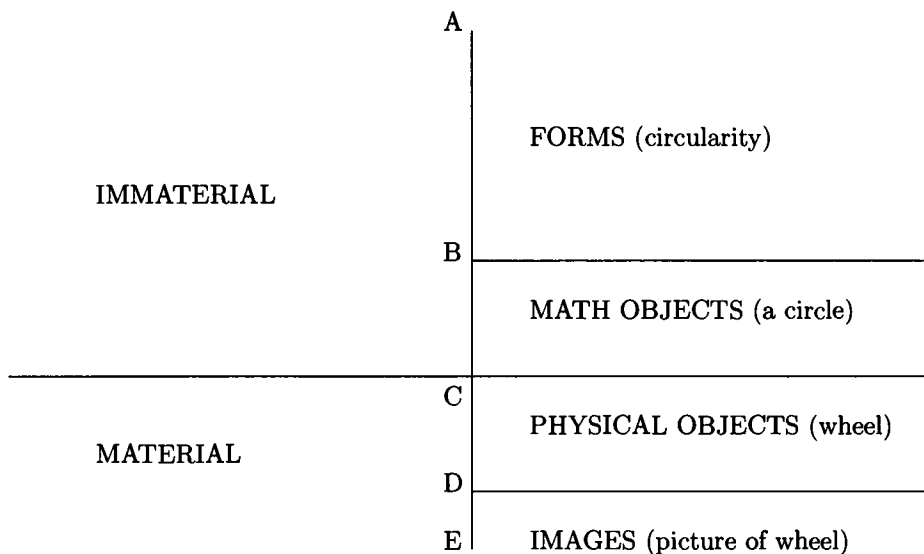 A
FORMS (circularity)
IMMATERIAL
B
MATH OBJECTS (a circle)
C
PHYSICAL OBJECTS (wheel)
MATERIAL
D
E
IMAGES (picture of wheel)